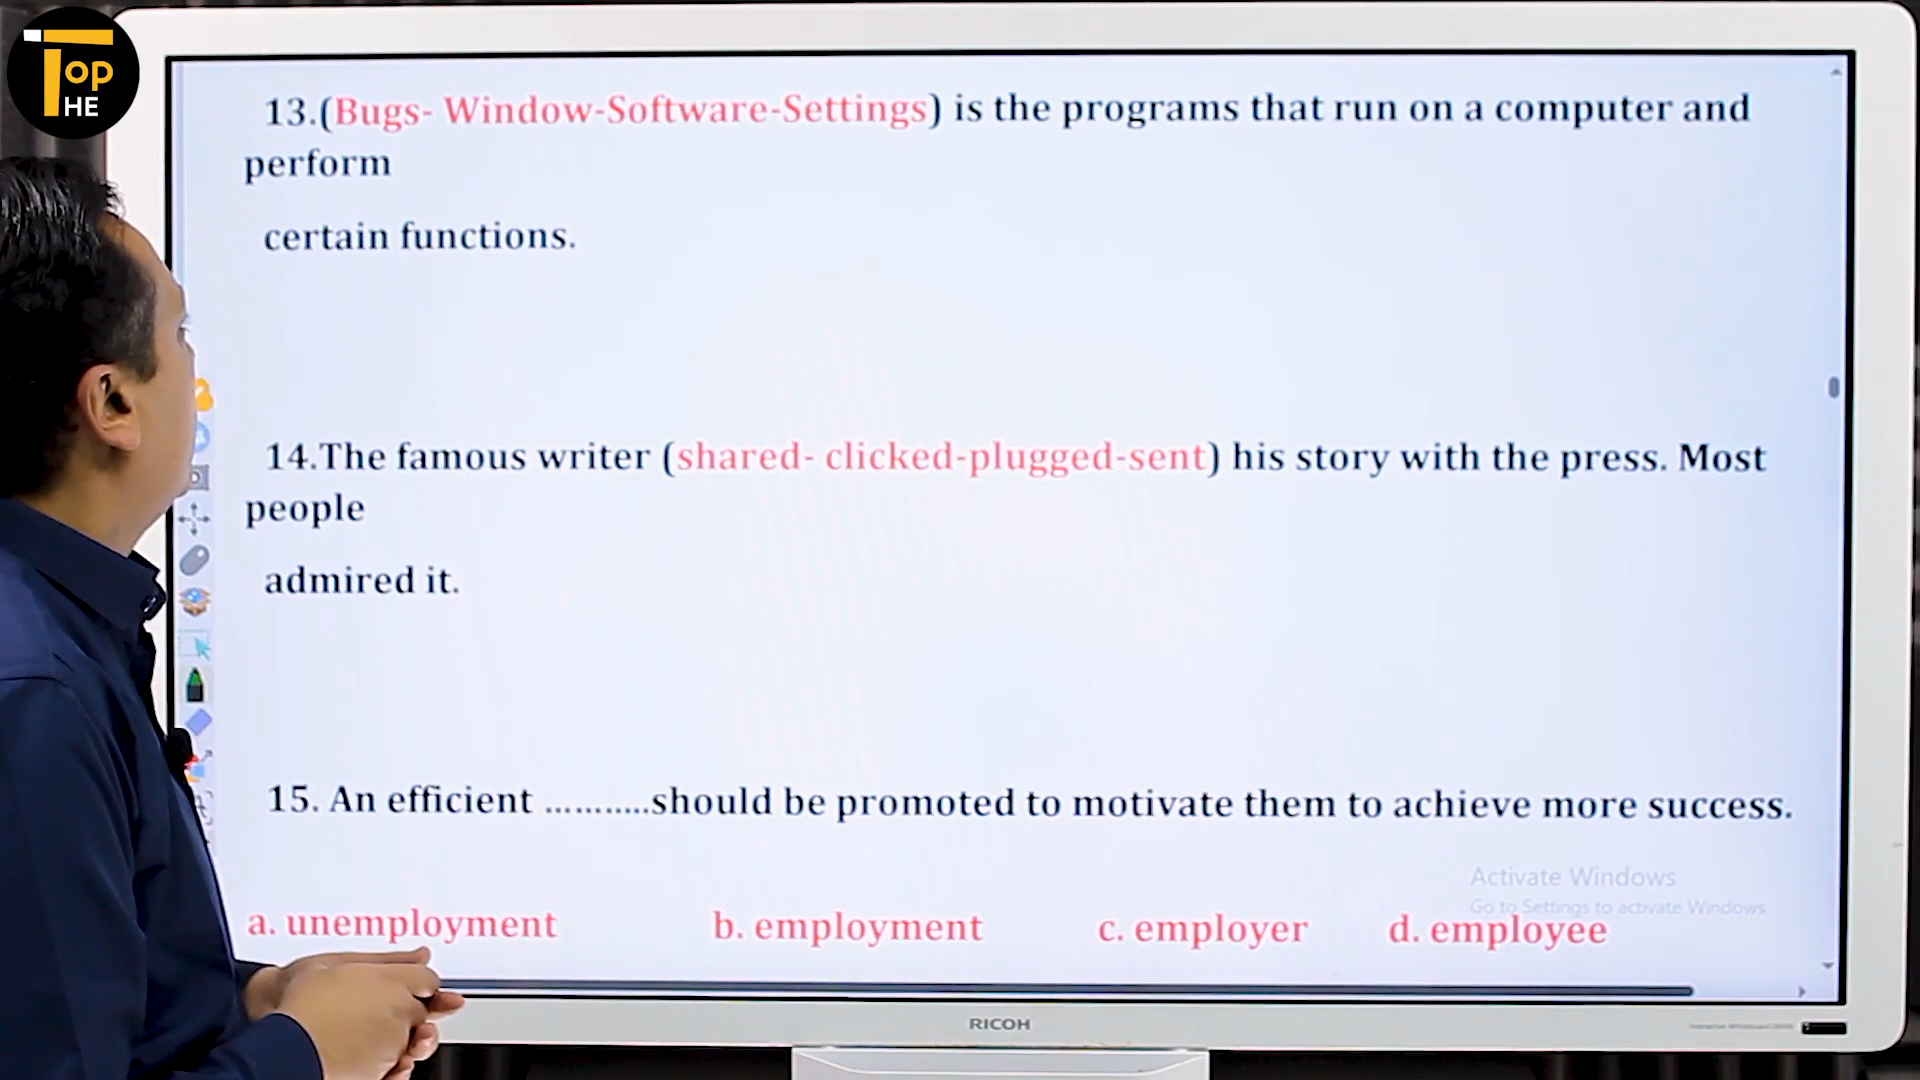 TOP
THE
13.(Bugs- Window-Software-Settings) is the programs that run on a computer and
perform
certain functions.
14.The famous writer (shared- clicked-plugged-sent) his story with the press. Most
people
admired it.
15. An efficient ...........should be promoted to motivate them to achieve more success.
Activate Windows
Go to Settings to activate Windows.
a. unemployment b. employment c. employer d. employee
RICOH